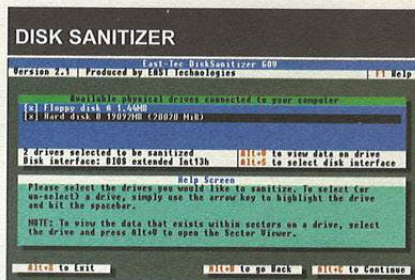 DISK SANITIZER
East-Tec DiskSanitizer GOV
Version 2.1 Produced by EAST Technologies F1 Help
Available physical drives connected to your computer
[x] Floppy disk A 1.44MB
[x] Hard disk 0 19092MB (20020 MiB)
2 drives selected to be sanitized
Disk interface: BIOS extended Int13h
Alt+V to view data on drive
Alt+S to select disk interface
Help Screen
Please select the drives you would like to sanitize. To select (or
un-select) a drive, simply use the arrow key to highlight the drive
and hit the spacebar.
NOTE: To view the data that exists within sectors on a drive, select
the drive and press Alt+V to open the Sector Viewer.
Alt+X to Exit
Alt+B to go Back
Alt+C to Continue